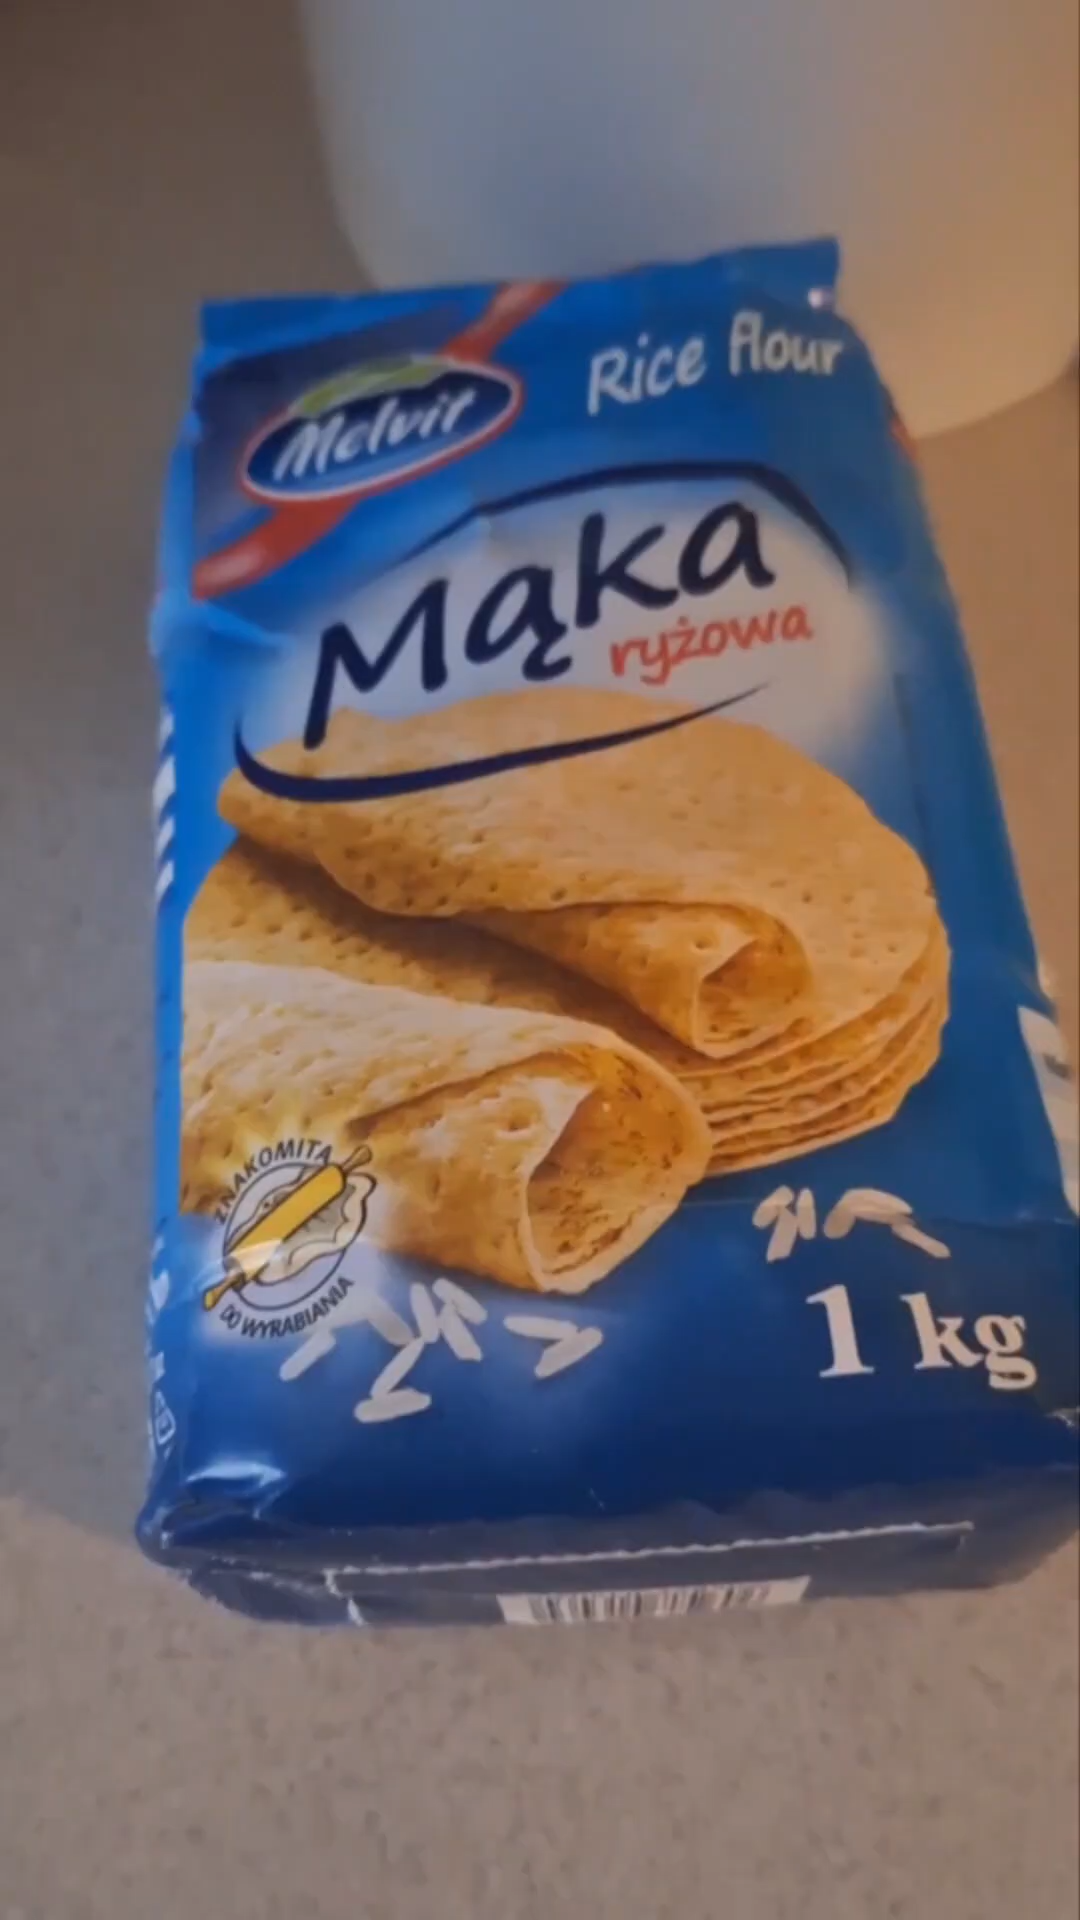 Melvit
Rice flour
Mąka
ryżowa
ZNAKOMITA
DO WYRABIANIA
1 kg